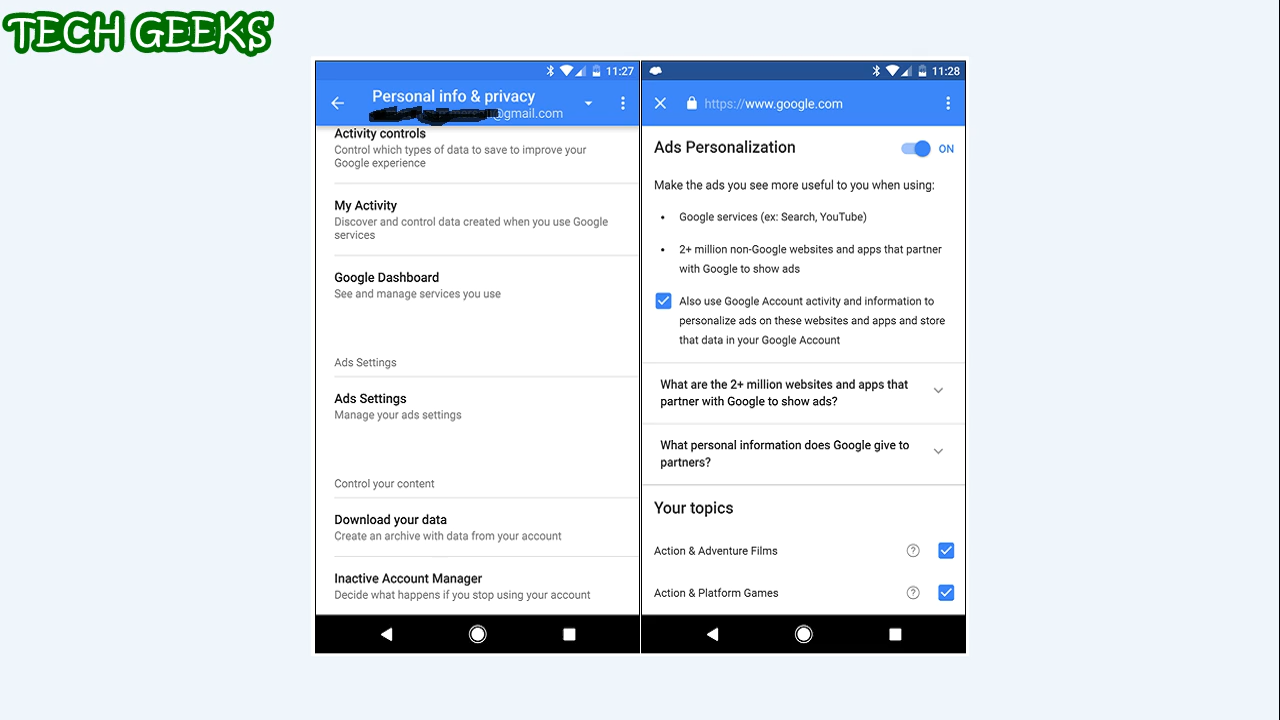 TECH GEEKS
11:27
Personal info & privacy
@gmail.com
Activity controls
Control which types of data to save to improve your
Google experience
My Activity
Discover and control data created when you use Google
services
Google Dashboard
See and manage services you use
Ads Settings
Ads Settings
Manage your ads settings
Control your content
Download your data
Create an archive with data from your account
Inactive Account Manager
Decide what happens if you stop using your account
11:28
https://www.google.com
Ads Personalization
ON
Make the ads you see more useful to you when using:
• Google services (ex: Search, YouTube)
• 2+ million non-Google websites and apps that partner
with Google to show ads
Also use Google Account activity and information to
personalize ads on these websites and apps and store
that data in your Google Account
What are the 2+ million websites and apps that
partner with Google to show ads?
What personal information does Google give to
partners?
Your topics
Action & Adventure Films
Action & Platform Games